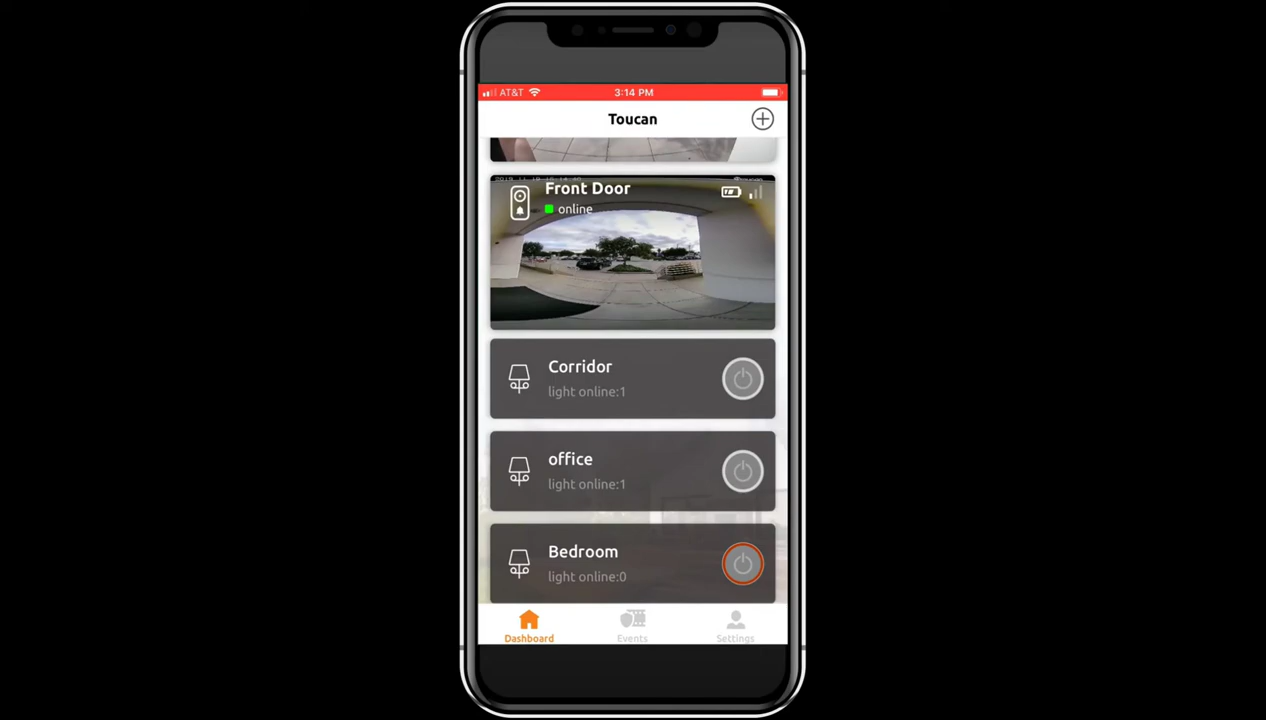 AT&T
3:14 PM
Toucan
Front Door
online
Corridor
light online:1
office
light online:1
Bedroom
light online:0
Dashboard
Events
Settings